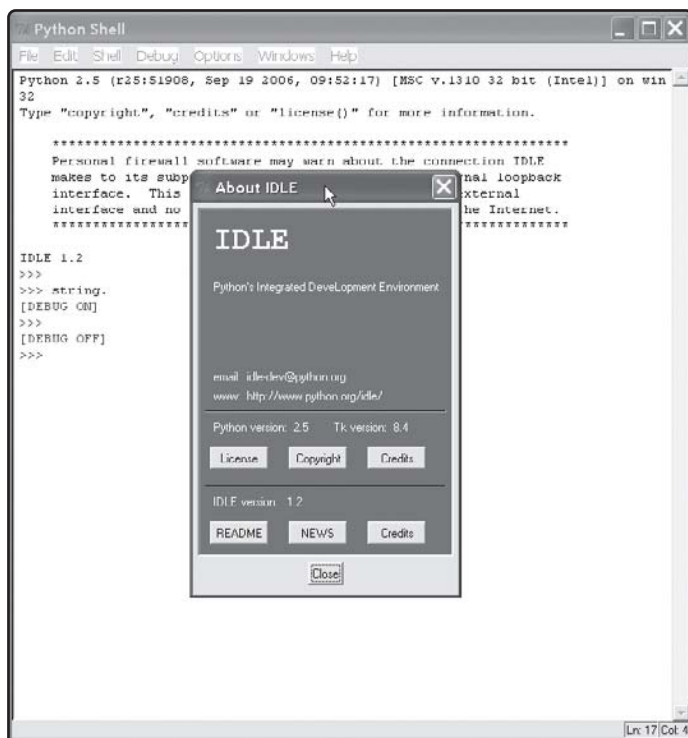 Python Shell
File Edit Shell Debug Options Windows Help
Python 2.5 (r25:51908, Sep 19 2006, 09:52:17) [MSC v.1310 32 bit (Intel)] on win
32
Type "copyright", "credits" or "license()" for more information.
****************************************************************
Personal firewall software may warn about the connection IDLE
makes to its subp nal loopback
interface. This xternal
interface and no he Internet.
****************************************************************
IDLE 1.2
>>>
>>> string.
[DEBUG ON]
>>>
[DEBUG OFF]
>>>
About IDLE
IDLE
Python's Integrated DeveLopment Environment
email: idle-dev@python.org
www: http://www.python.org/idle/
Python version: 2.5 Tk version: 8.4
License Copyright Credits
IDLE version: 1.2
README NEWS Credits
Close
Ln: 17 Col: 4